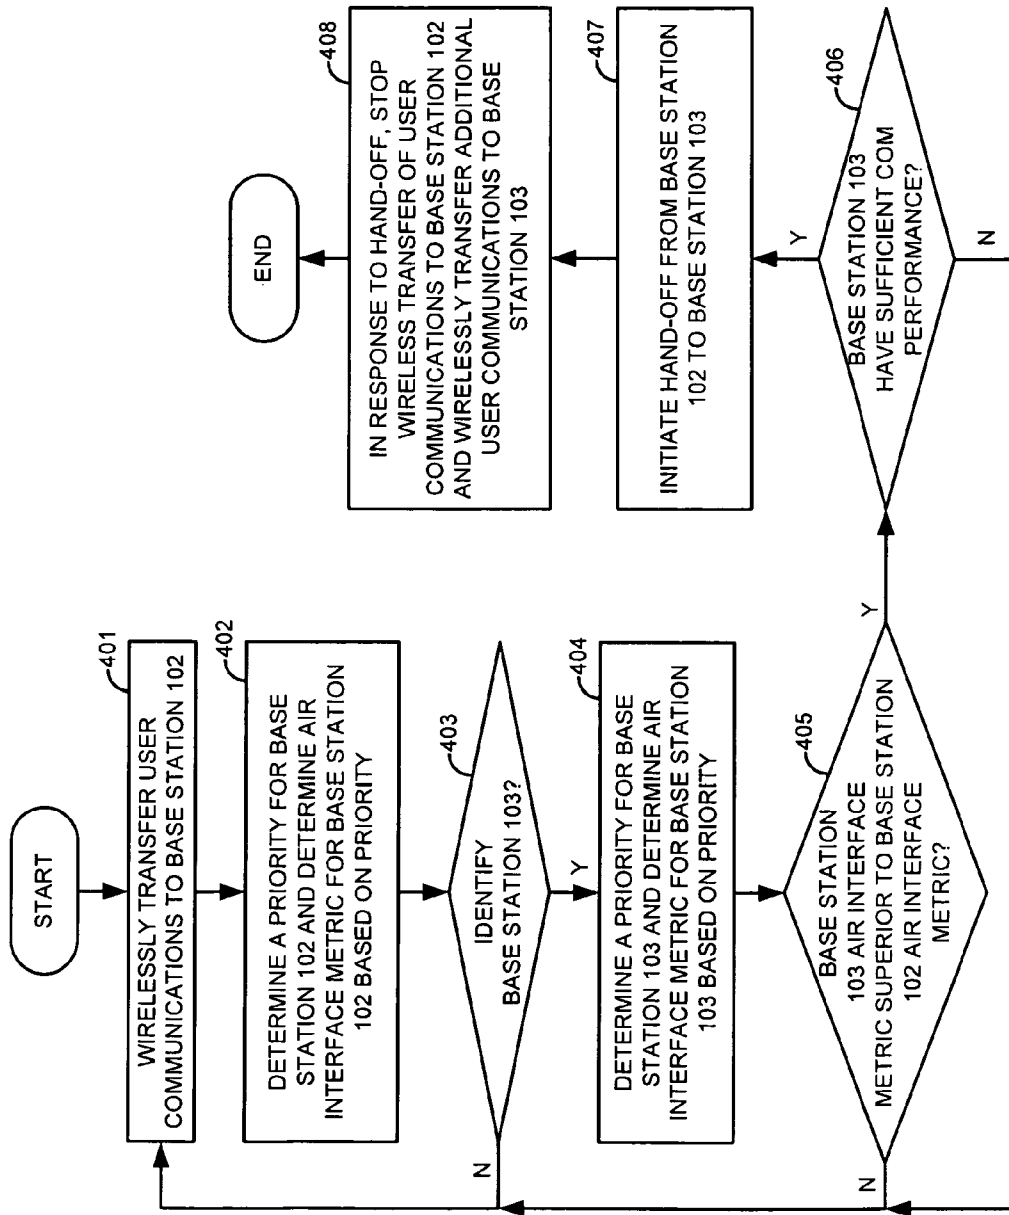 START
401
WIRELESSLY TRANSFER USER
COMMUNICATIONS TO BASE STATION 102
402
DETERMINE A PRIORITY FOR BASE
STATION 102 AND DETERMINE AIR
INTERFACE METRIC FOR BASE STATION
102 BASED ON PRIORITY
403
IDENTIFY
BASE STATION 103?
N
Y
404
DETERMINE A PRIORITY FOR BASE
STATION 103 AND DETERMINE AIR
INTERFACE METRIC FOR BASE STATION
103 BASED ON PRIORITY
405
BASE STATION
103 AIR INTERFACE
METRIC SUPERIOR TO BASE STATION
102 AIR INTERFACE
METRIC?
N
Y
406
BASE STATION 103
HAVE SUFFICIENT COM
PERFORMANCE?
Y
N
407
INITIATE HAND-OFF FROM BASE STATION
102 TO BASE STATION 103
408
IN RESPONSE TO HAND-OFF, STOP
WIRELESS TRANSFER OF USER
COMMUNICATIONS TO BASE STATION 102
AND WIRELESSLY TRANSFER ADDITIONAL
USER COMMUNICATIONS TO BASE
STATION 103
END